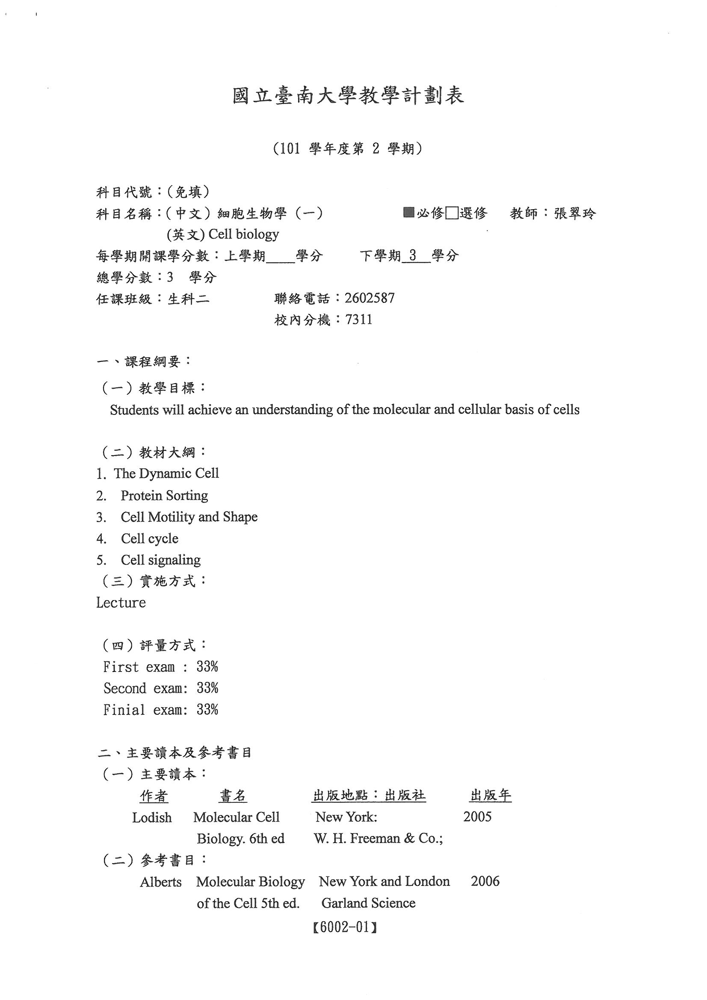 國立臺南大學教學計劃表
(101 學年度第 2 學期)
科目代號：(免填)
科目名稱：(中文) 細胞生物學 (一) ■必修□選修 教師：張翠玲
(英文) Cell biology
每學期開課學分數：上學期____學分 下學期 3 學分
總學分數：3 學分
任課班級：生科二 聯絡電話：2602587
校內分機：7311
一、課程綱要：
(一) 教學目標：
Students will achieve an understanding of the molecular and cellular basis of cells
(二) 教材大綱：
1. The Dynamic Cell
2. Protein Sorting
3. Cell Motility and Shape
4. Cell cycle
5. Cell signaling
(三) 實施方式：
Lecture
(四) 評量方式：
First exam : 33%
Second exam: 33%
Finial exam: 33%
二、主要讀本及參考書目
(一) 主要讀本：
作者 書名 出版地點：出版社 出版年
Lodish Molecular Cell New York: 2005
Biology. 6th ed W. H. Freeman & Co.;
(二) 參考書目：
Alberts Molecular Biology New York and London 2006
of the Cell 5th ed. Garland Science
【6002-01】